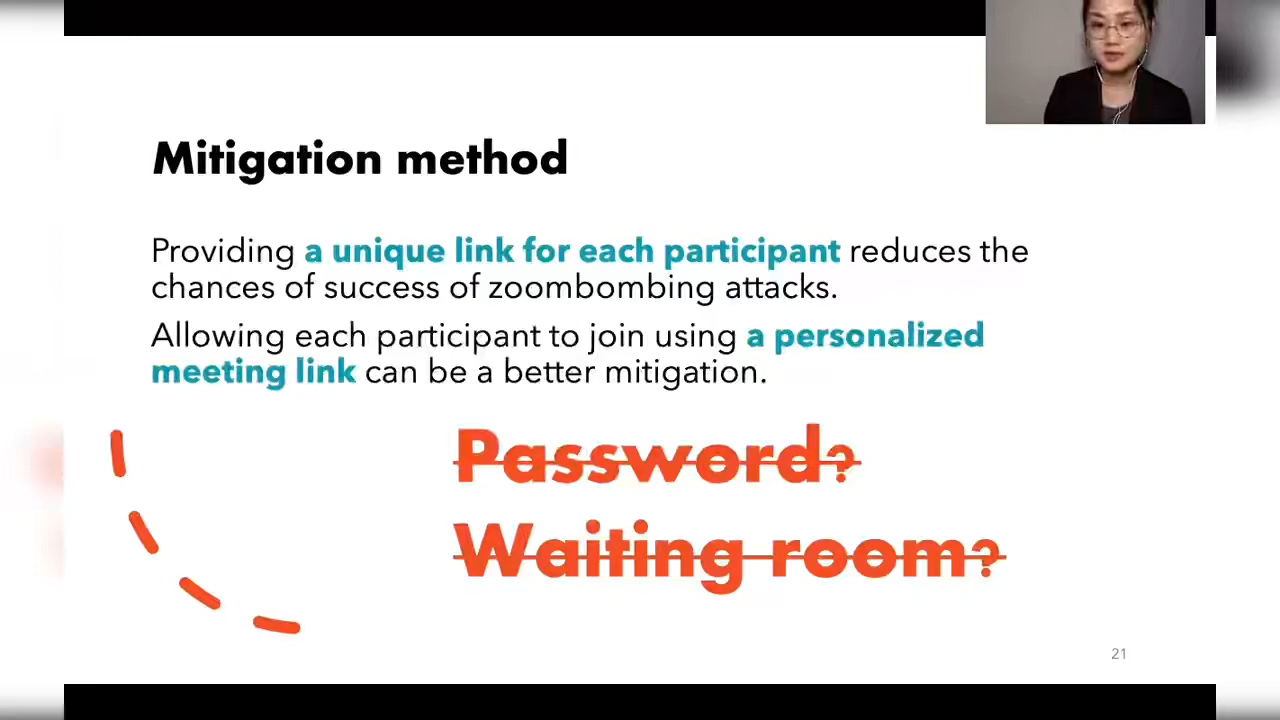 Mitigation method
Providing a unique link for each participant reduces the
chances of success of zoombombing attacks.
Allowing each participant to join using a personalized
meeting link can be a better mitigation.
Password?
Waiting room?
21